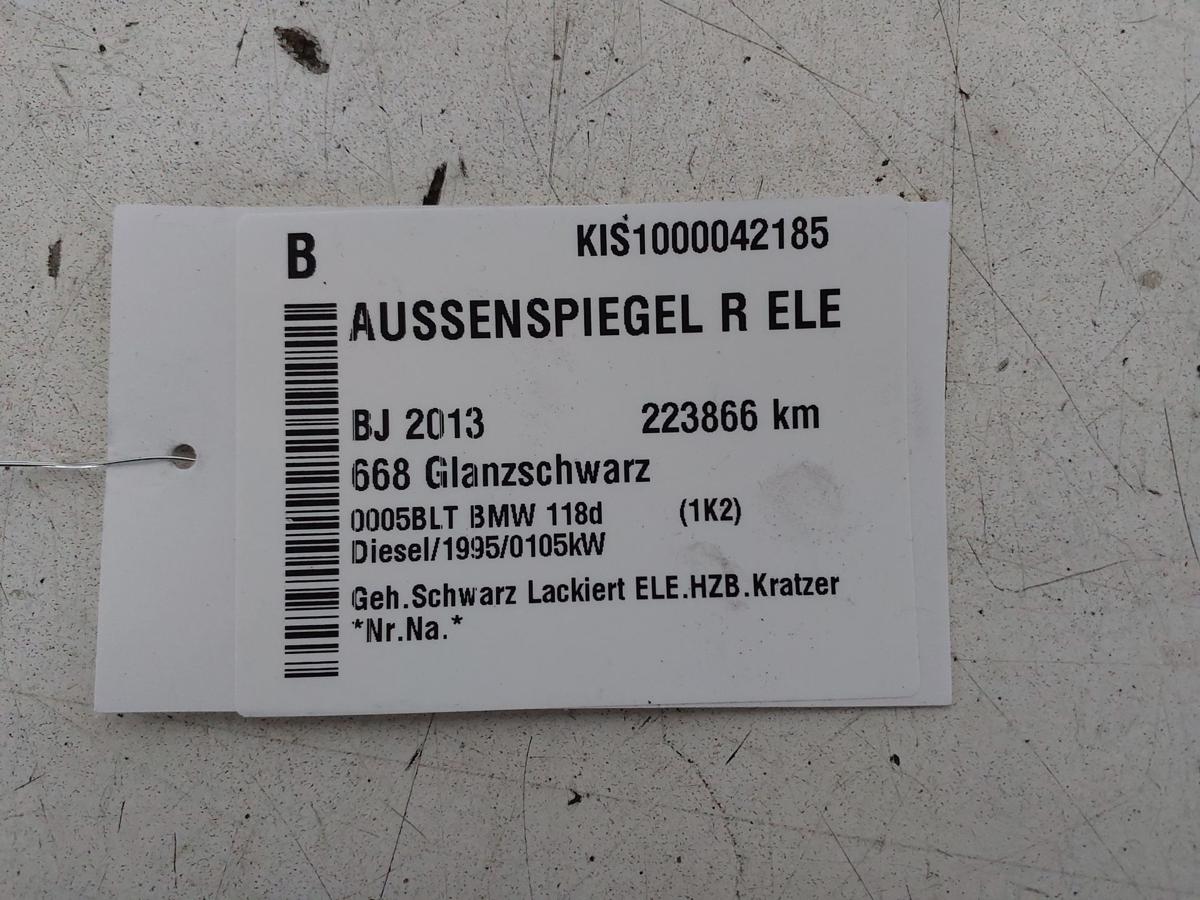 B KIS1000042185
AUSSENSPIEGEL R ELE
BJ 2013 223866 km
668 Glanzschwarz
0005BLT BMW 118d (1K2)
Diesel/1995/0105kW
Geh.Schwarz Lackiert ELE.HZB.Kratzer
*Nr.Na.*